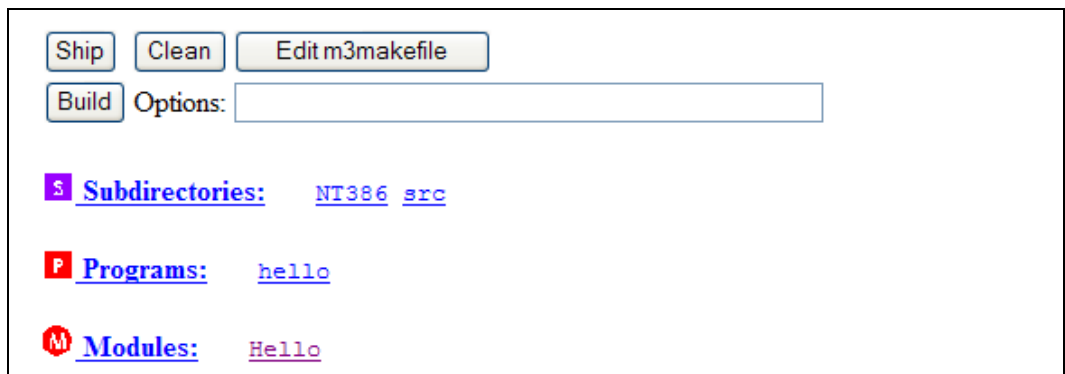 Ship Clean Edit m3makefile
Build Options:
S Subdirectories: NT386 src
P Programs: hello
M Modules: Hello